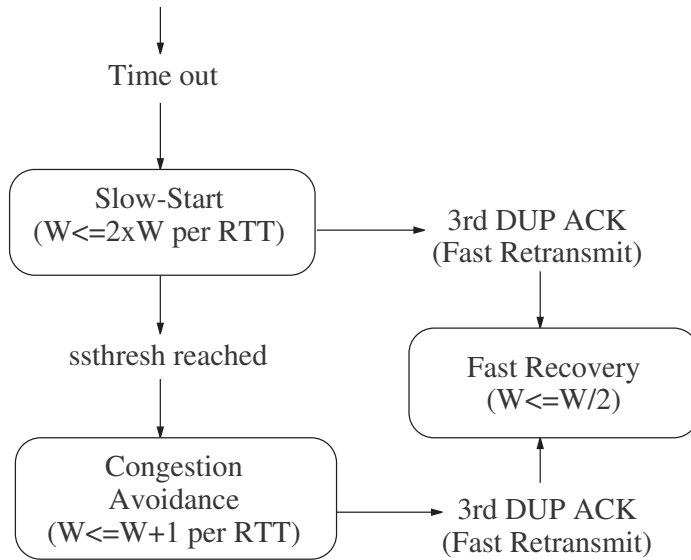 Time out
Slow-Start
(W<=2xW per RTT)
3rd DUP ACK
(Fast Retransmit)
ssthresh reached
Fast Recovery
(W<=W/2)
Congestion
Avoidance
(W<=W+1 per RTT)
3rd DUP ACK
(Fast Retransmit)